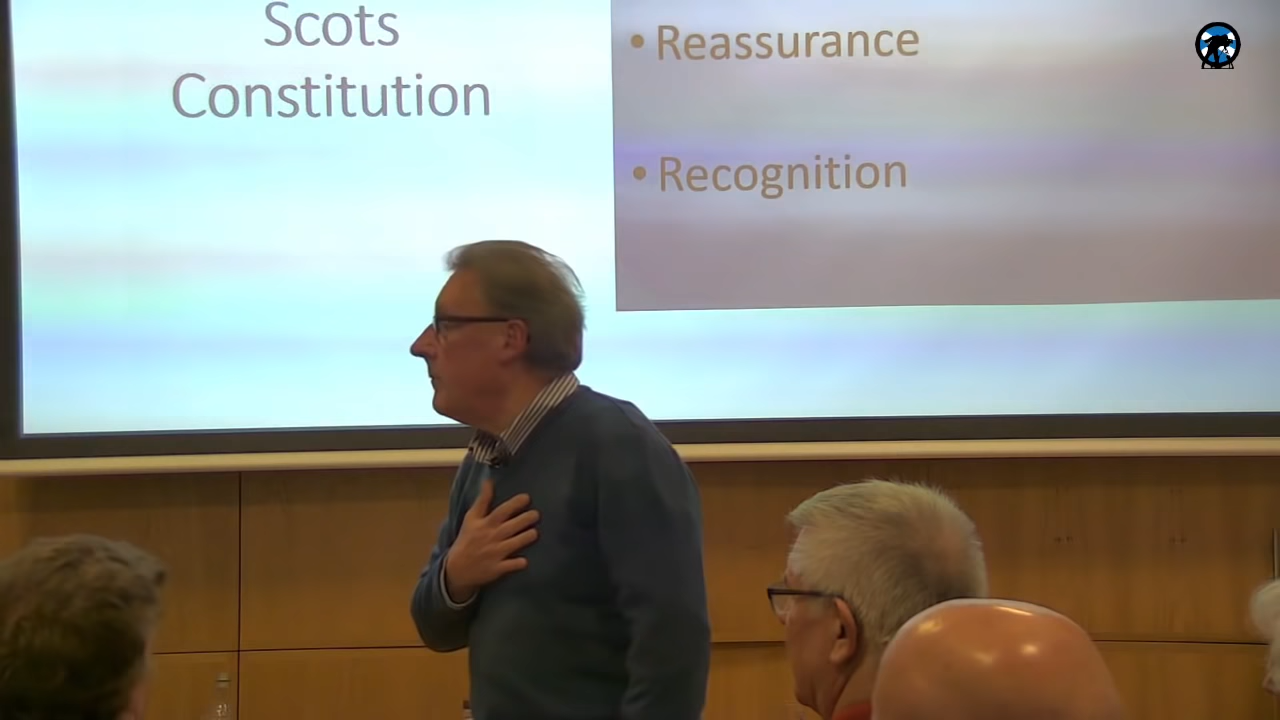 Scots
Constitution
• Reassurance
• Recognition